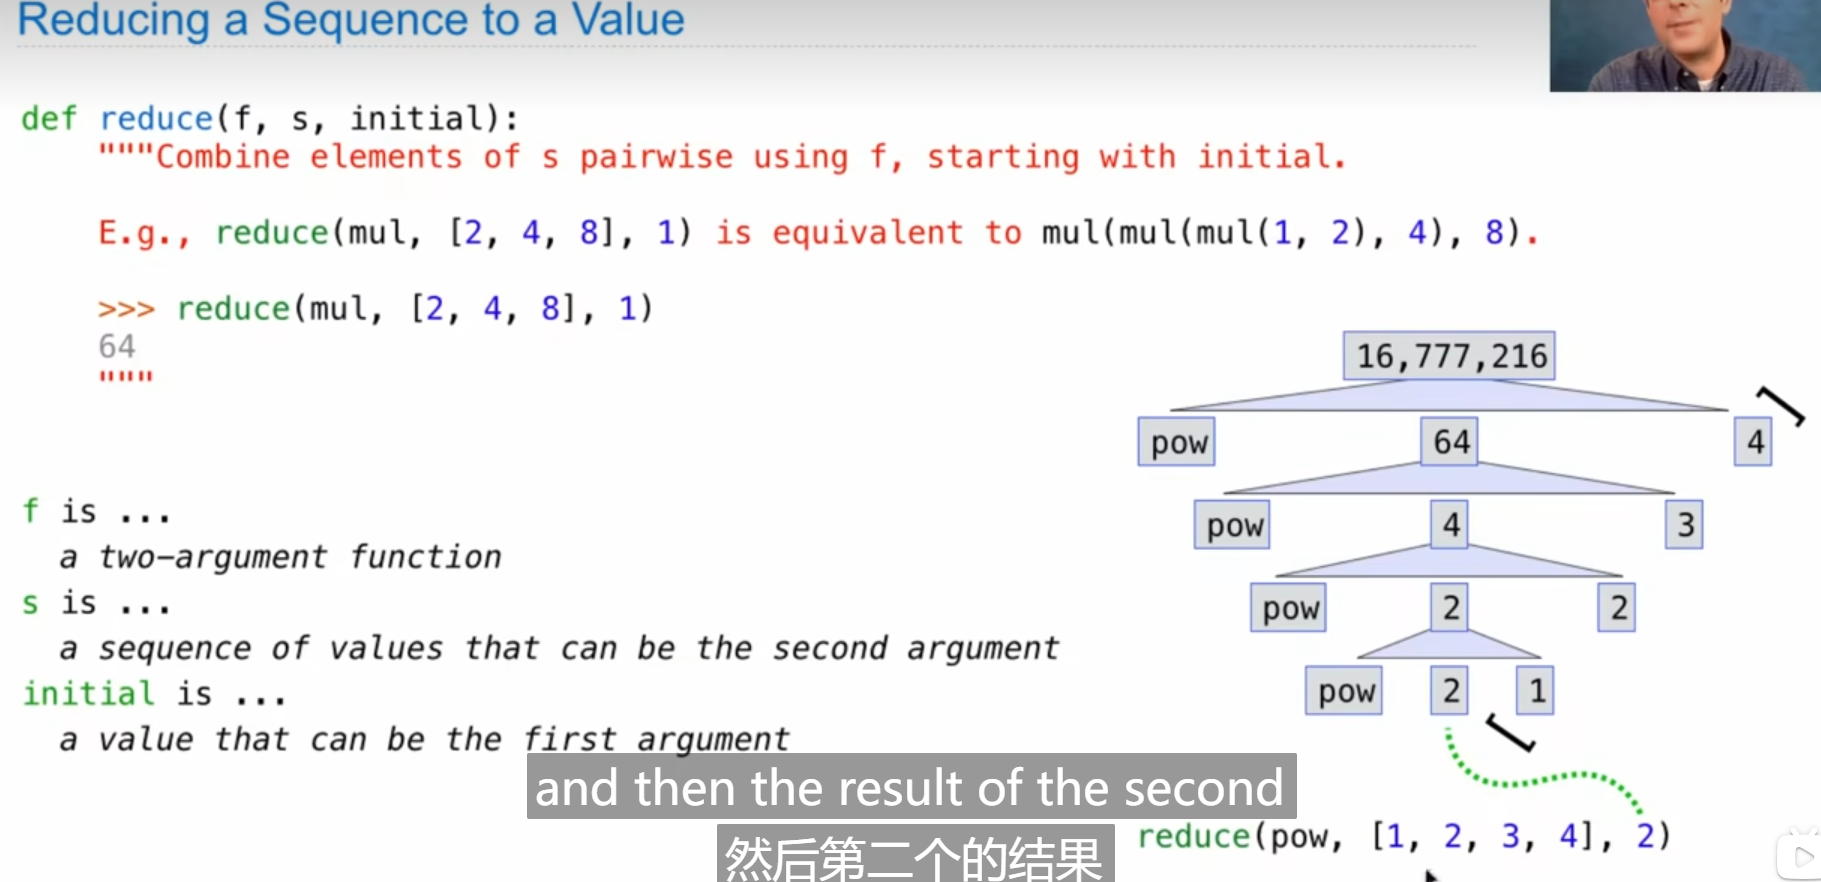 Reducing a Sequence to a Value
def reduce(f, s, initial):
"""Combine elements of s pairwise using f, starting with initial.
E.g., reduce(mul, [2, 4, 8], 1) is equivalent to mul(mul(mul(1, 2), 4), 8).
>>> reduce(mul, [2, 4, 8], 1)
64
"""
f is ...
a two-argument function
s is ...
a sequence of values that can be the second argument
initial is ...
a value that can be the first argument
16,777,216
pow 64 4 ]
pow 4 3
pow 2 2
pow 2 1
[
reduce(pow, [1, 2, 3, 4], 2)
and then the result of the second
然后第二个的结果